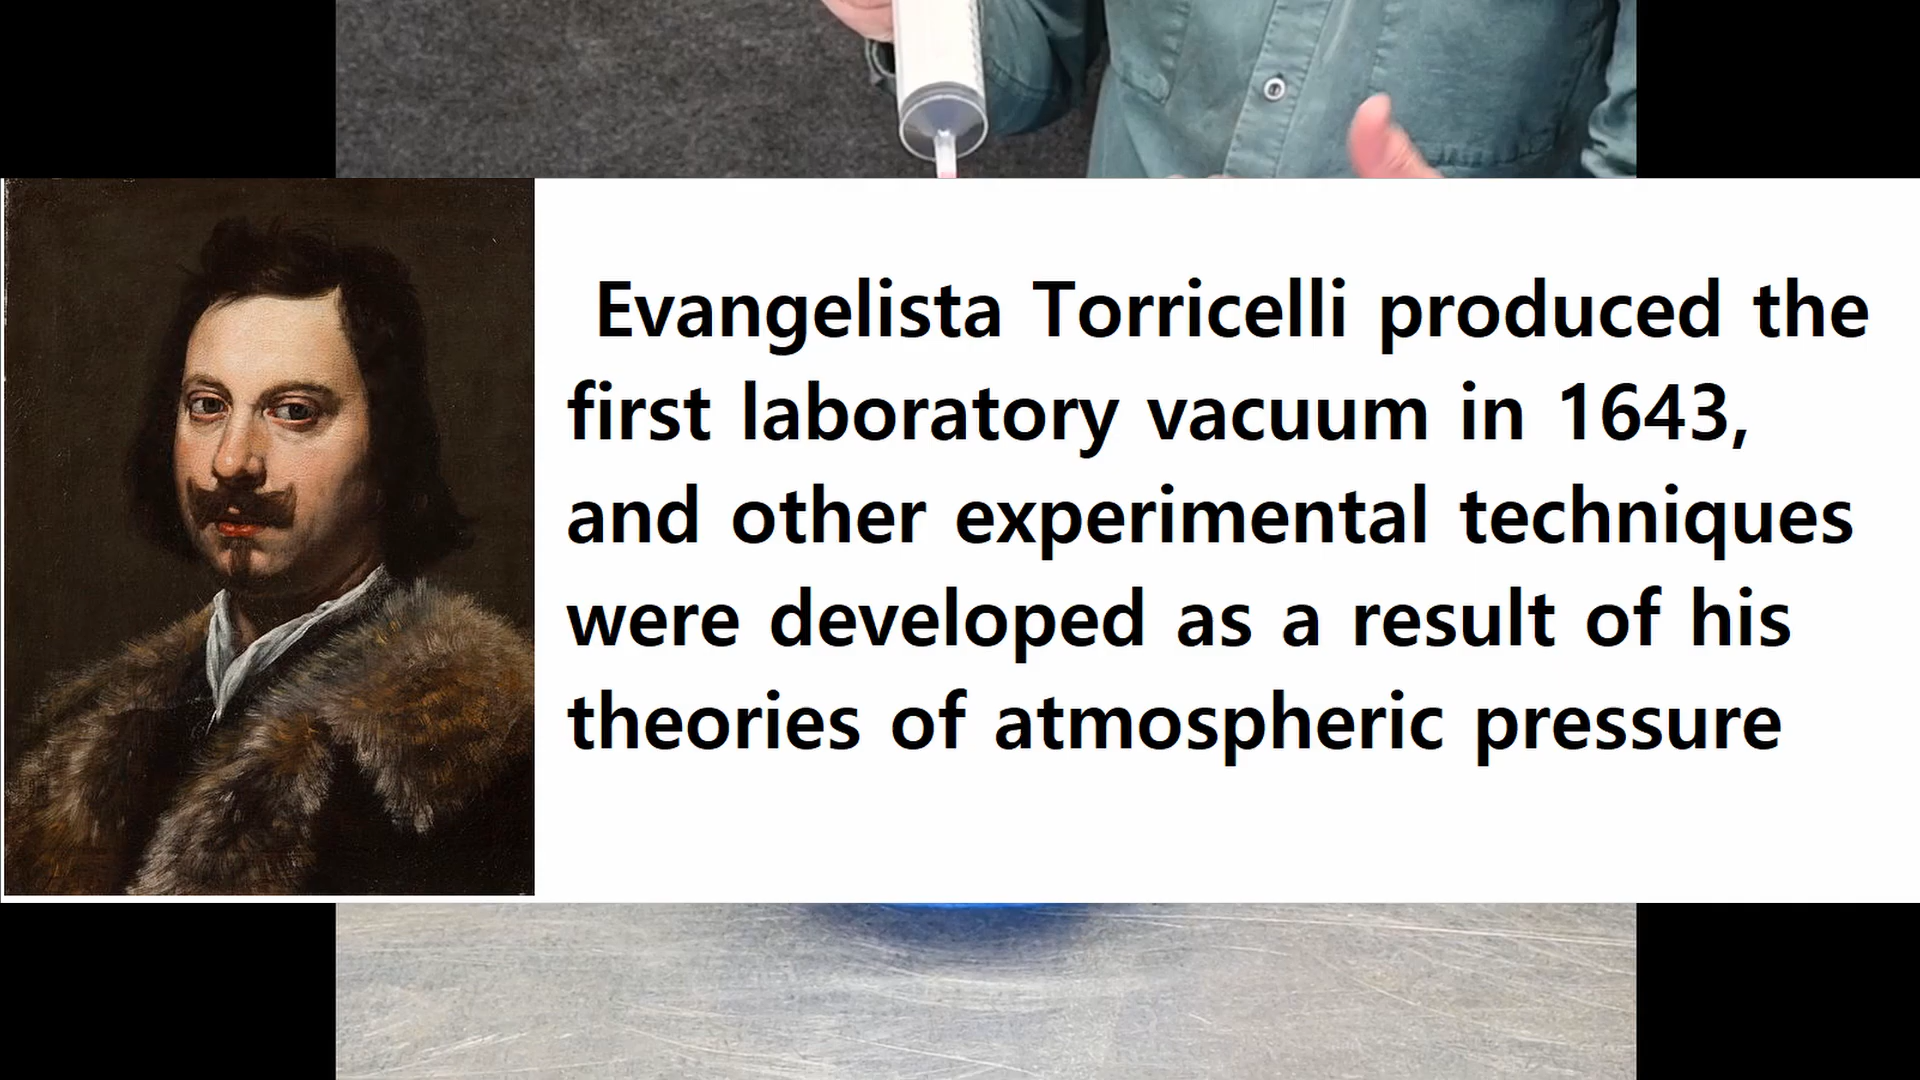 Evangelista Torricelli produced the
first laboratory vacuum in 1643,
and other experimental techniques
were developed as a result of his
theories of atmospheric pressure